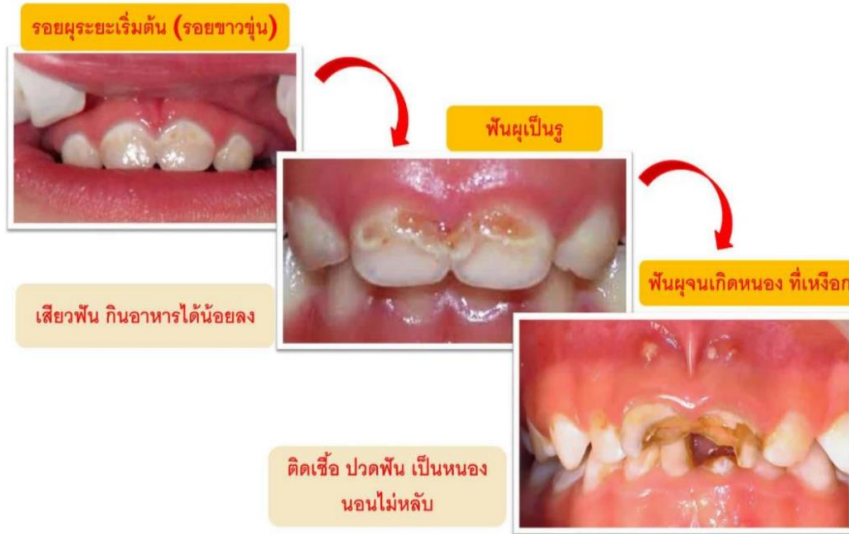 รอยผุระยะเริ่มต้น (รอยขาวขุ่น)
ฟันผุเป็นรู
ฟันผุจนเกิดหนอง ที่เหงือก
เสียวฟัน กินอาหารได้น้อยลง
ติดเชื้อ ปวดฟัน เป็นหนอง
นอนไม่หลับ